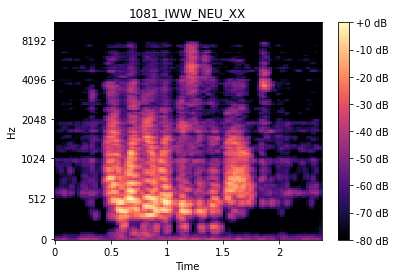 1081_IWW_NEU_XX
+0 dB
8192
-10 dB
4096
-20 dB
-30 dB
2048
Hz
-40 dB
1024
-50 dB
512
-60 dB
-70 dB
0
-80 dB
0 0.5 1 1.5 2
Time